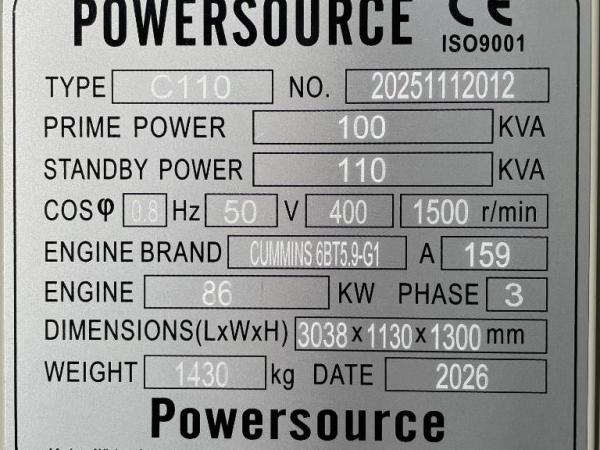 POWERSOURCE CE
ISO9001
TYPE C110 NO. 20251112012
PRIME POWER 100 KVA
STANDBY POWER 110 KVA
COSφ 0.8 Hz 50 V 400 1500 r/min
ENGINE BRAND CUMMINS 6BT5.9-G1 A 159
ENGINE 86 KW PHASE 3
DIMENSIONS(LxWxH) 3038 x 1130 x 1300 mm
WEIGHT 1430 kg DATE 2026
Powersource